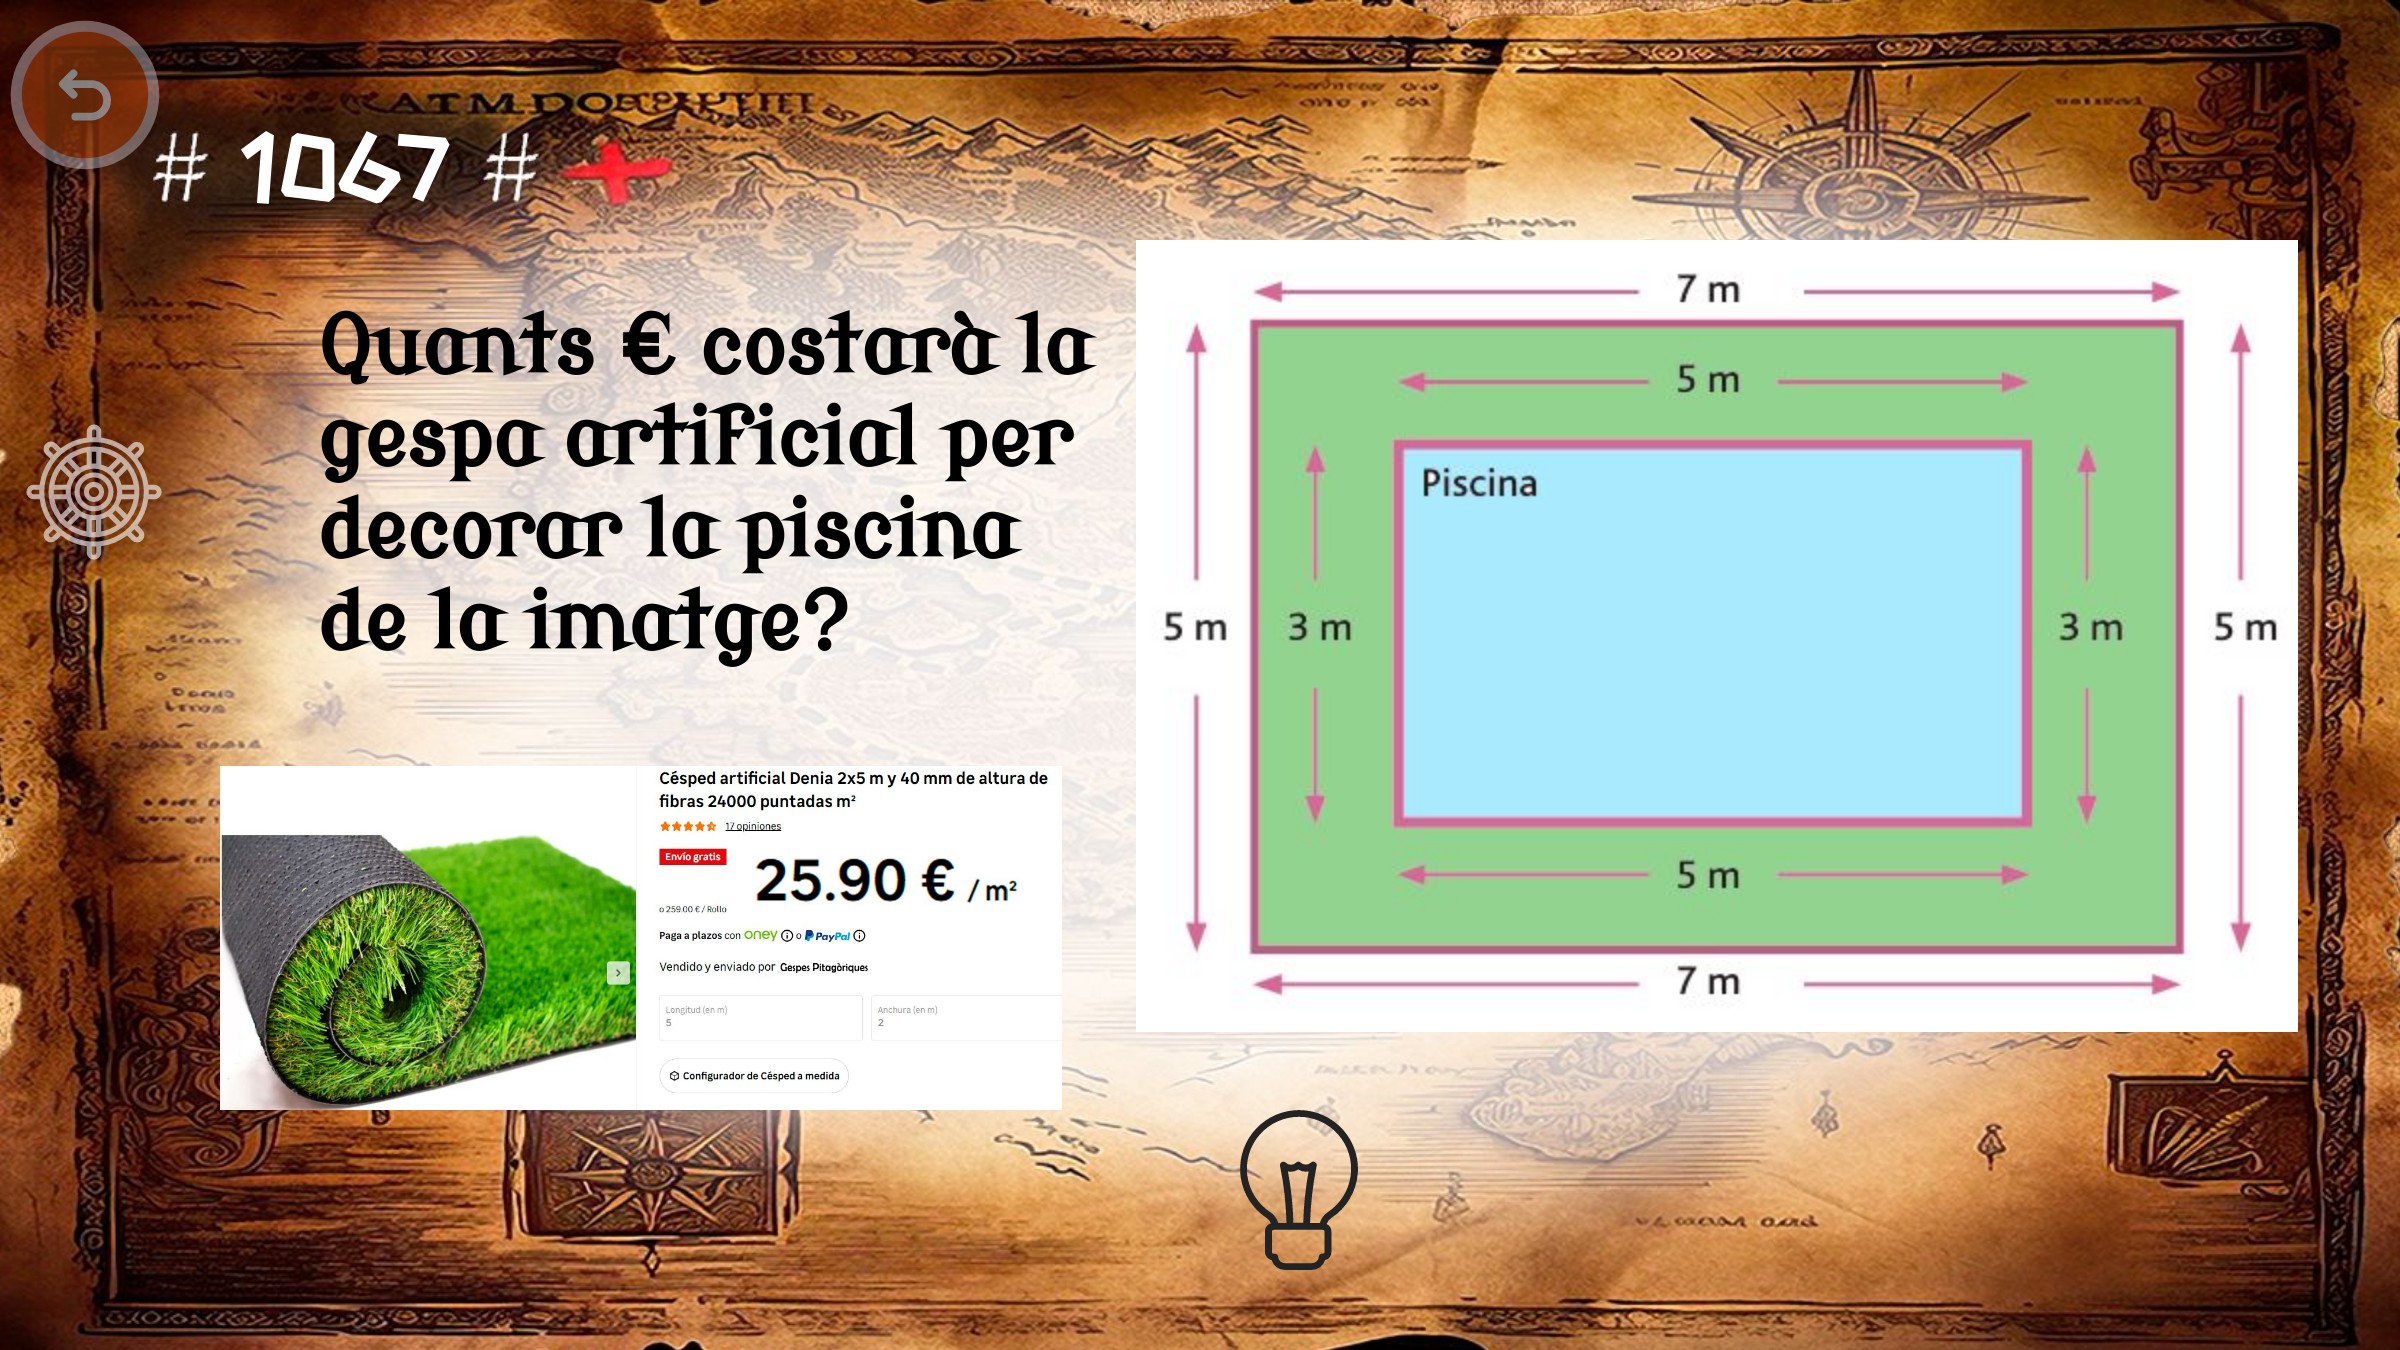 # 1067 #
Quants € costarà la
gespa artificial per
decorar la piscina
de la imatge?
7 m
5 m
Piscina
5 m
3 m
3 m
5 m
5 m
7 m
Césped artificial Denia 2x5 m y 40 mm de altura de
fibras 24000 puntadas m²
17 opiniones
Envío gratis
25.90 € / m²
o 259.00 € / Rollo
Paga a plazos con oney o PayPal
Vendido y enviado por Gespes Pitagòriques
Longitud (en m)
5
Anchura (en m)
2
Configurador de Césped a medida